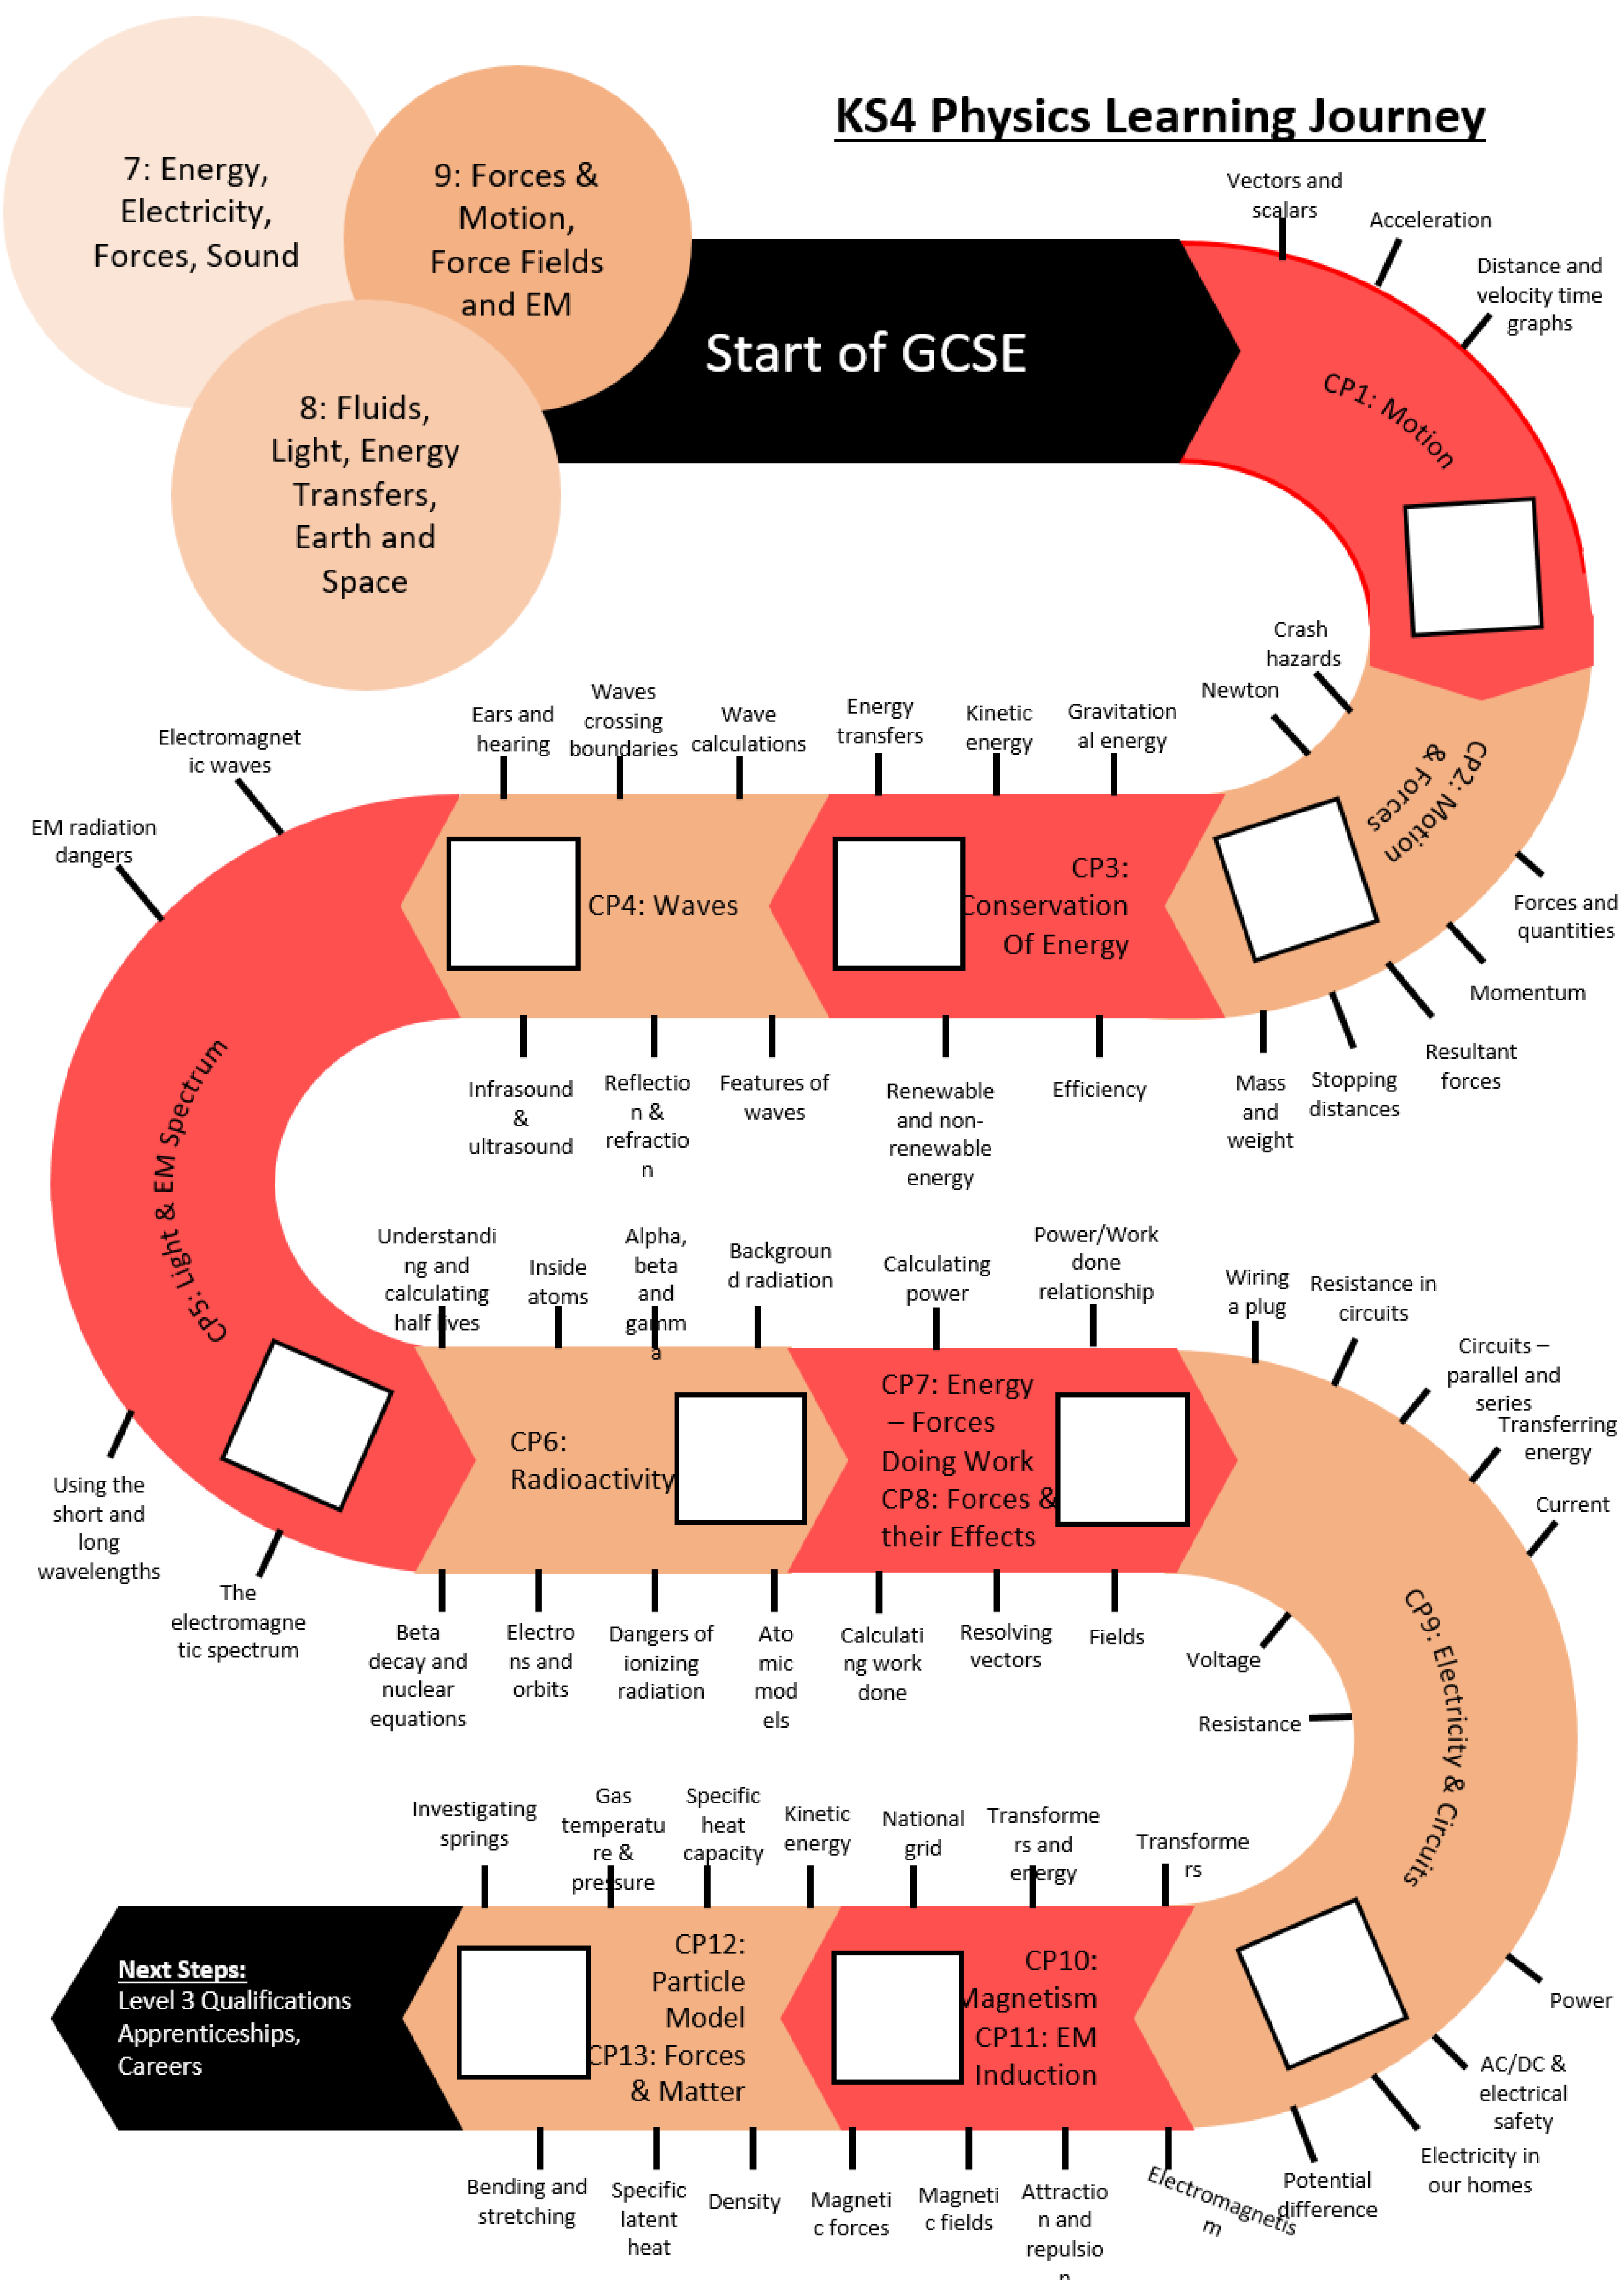 KS4 Physics Learning Journey
7: Energy,
Electricity,
Forces, Sound
9: Forces &
Motion,
Force Fields
and EM
8: Fluids,
Light, Energy
Transfers,
Earth and
Space
Start of GCSE
Vectors and
scalars
Acceleration
Distance and
velocity time
graphs
CP1: Motion
Crash
hazards
Newton
CP2: Motion
& Forces
Forces and
quantities
Momentum
Resultant
forces
Stopping
distances
Mass
and
weight
Gravitation
al energy
Kinetic
energy
Energy
transfers
CP3:
Conservation
Of Energy
Efficiency
Renewable
and non-
renewable
energy
Wave
calculations
Waves
crossing
boundaries
Ears and
hearing
CP4: Waves
Features of
waves
Reflectio
n &
refractio
n
Infrasound
&
ultrasound
Electromagnet
ic waves
EM radiation
dangers
CP5: Light & EM Spectrum
Using the
short and
long
wavelengths
The
electromagne
tic spectrum
Understandi
ng and
calculating
half lives
Inside
atoms
Alpha,
beta
and
gamm
a
Backgroun
d radiation
CP6:
Radioactivity
Beta
decay and
nuclear
equations
Electro
ns and
orbits
Dangers of
ionizing
radiation
Ato
mic
mod
els
Calculating
power
Power/Work
done
relationship
CP7: Energy
– Forces
Doing Work
CP8: Forces &
their Effects
Calculati
ng work
done
Resolving
vectors
Fields
Wiring
a plug
Resistance in
circuits
Circuits –
parallel and
series
Transferring
energy
Current
Voltage
Resistance
CP9: Electricity & Circuits
Power
AC/DC &
electrical
safety
Electricity in
our homes
Potential
difference
Transforme
rs
Transforme
rs and
energy
National
grid
CP10:
Magnetism
CP11: EM
Induction
Electromagnetis
m
Attractio
n and
repulsio
n
Magneti
c fields
Magneti
c forces
Kinetic
energy
Specific
heat
capacity
Gas
temperatu
re &
pressure
Investigating
springs
CP12:
Particle
Model
CP13: Forces
& Matter
Density
Specific
latent
heat
Bending and
stretching
Next Steps:
Level 3 Qualifications
Apprenticeships,
Careers